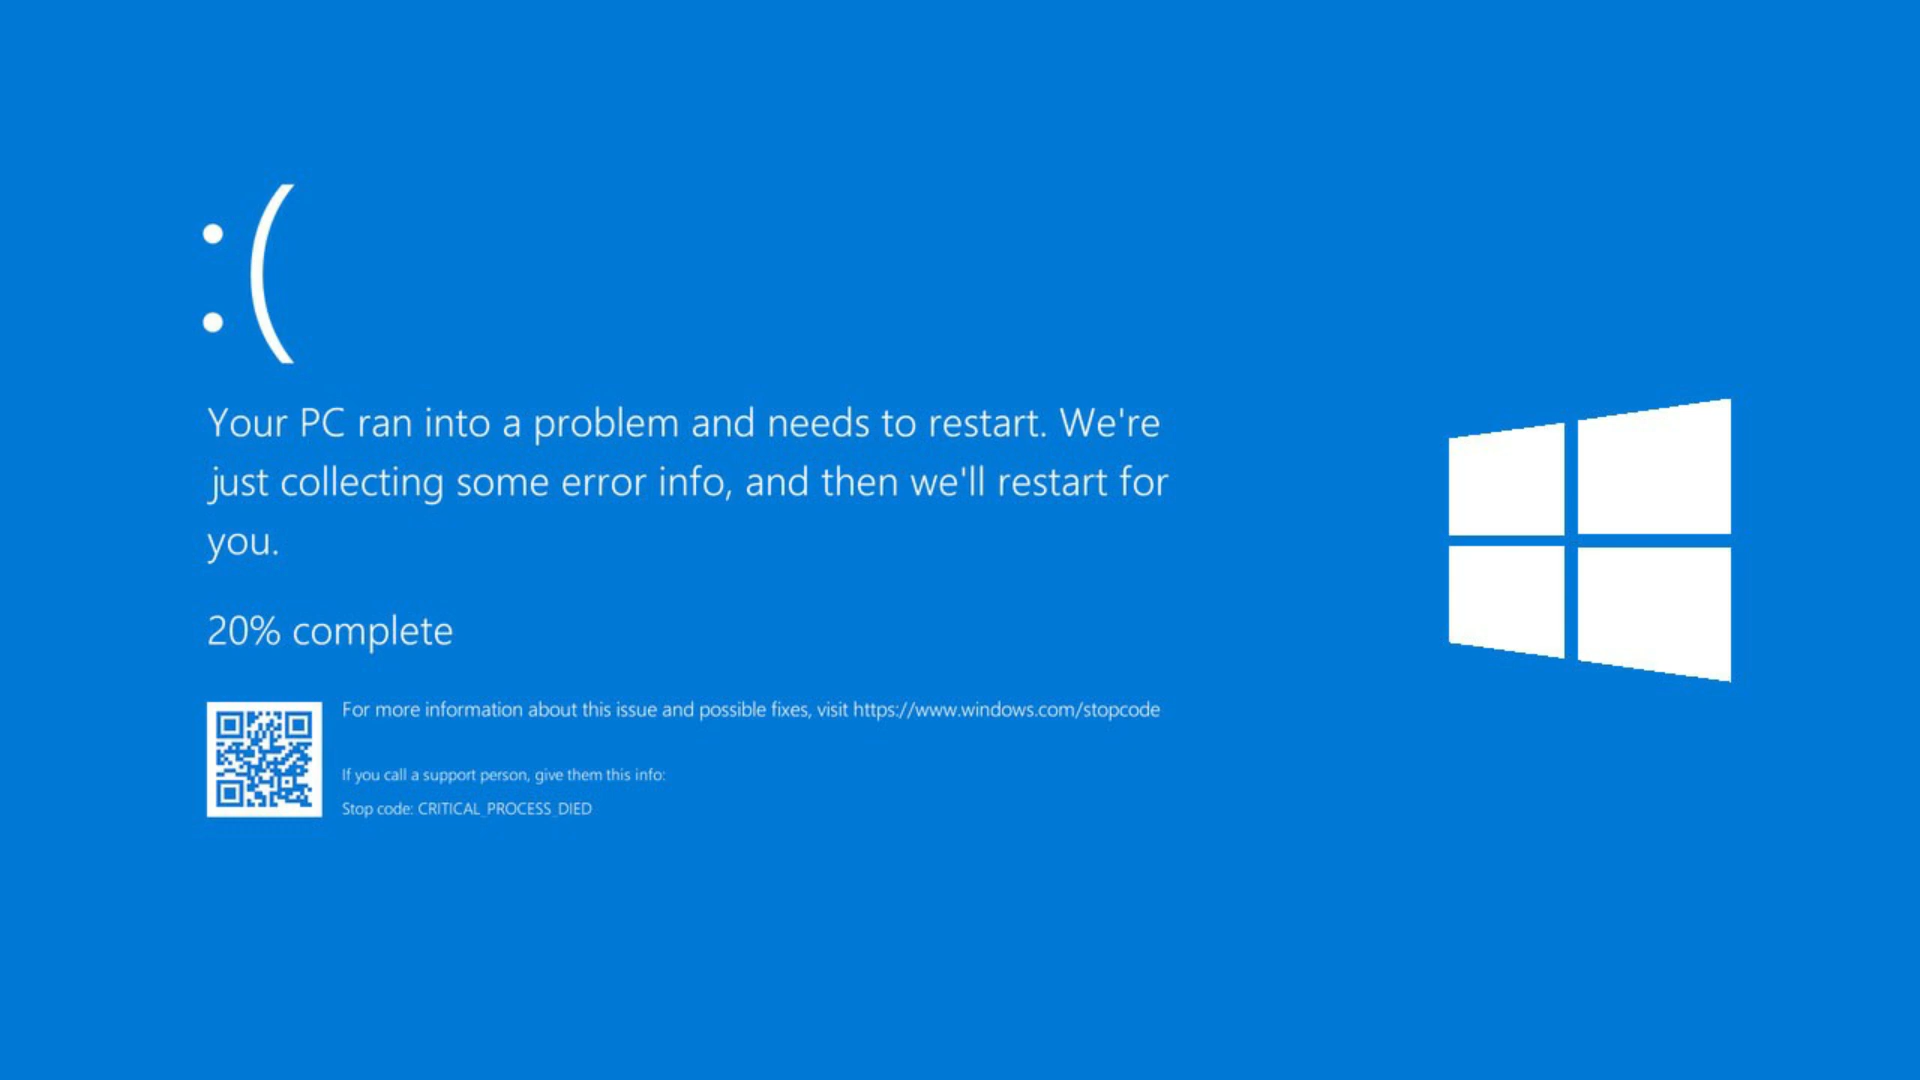 :(
Your PC ran into a problem and needs to restart. We're
just collecting some error info, and then we'll restart for
you.
20% complete
For more information about this issue and possible fixes, visit https://www.windows.com/stopcode
If you call a support person, give them this info:
Stop code: CRITICAL_PROCESS_DIED